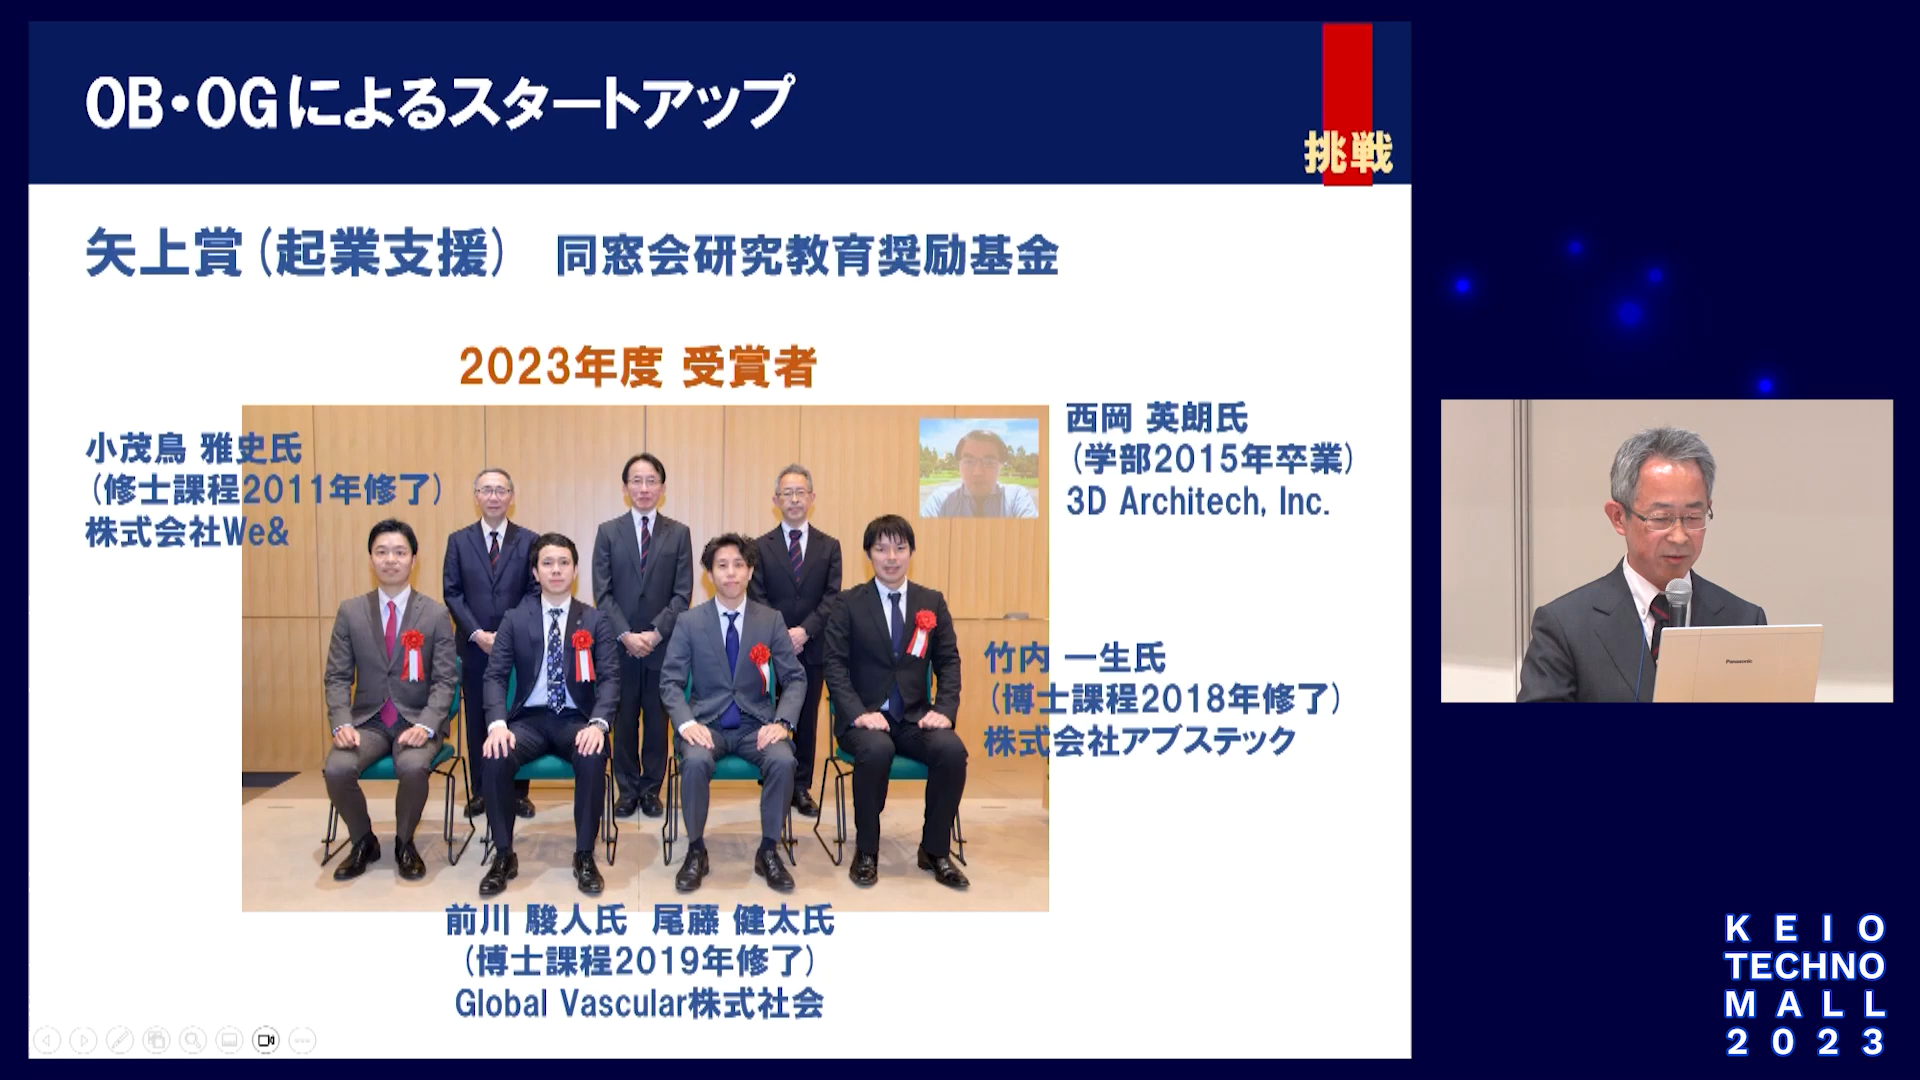 OB・OGによるスタートアップ
挑戦
矢上賞(起業支援) 同窓会研究教育奨励基金
2023年度 受賞者
小茂鳥 雅史氏
(修士課程2011年修了)
株式会社We&
西岡 英朗氏
(学部2015年卒業)
3D Architech, Inc.
竹内 一生氏
(博士課程2018年修了)
株式会社アブステック
前川 駿人氏 尾藤 健太氏
(博士課程2019年修了)
Global Vascular株式社会
Panasonic
KEIO
TECHNO
MALL
2023